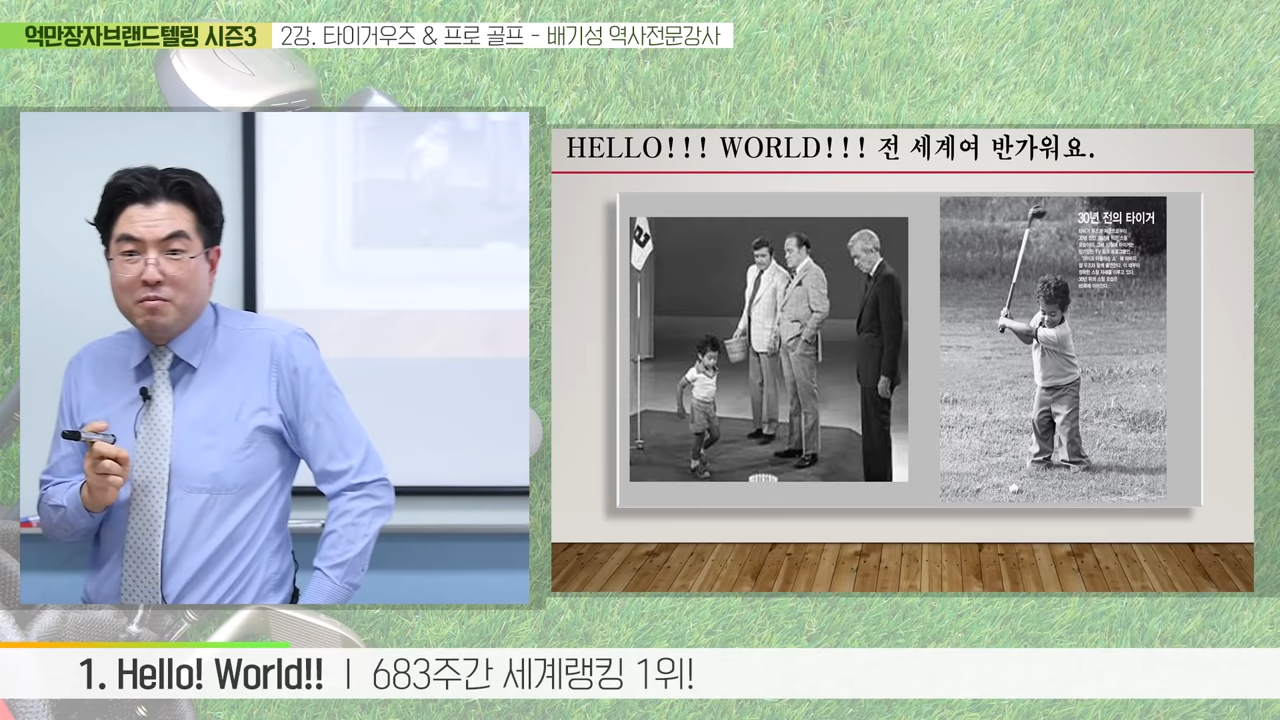 억만장자브랜드텔링 시즌3 2강. 타이거우즈 & 프로 골프 - 배기성 역사전문강사
HELLO!!! WORLD!!! 전 세계여 반가워요.
2
30년 전의 타이거
1. Hello! World!! | 683주간 세계랭킹 1위!